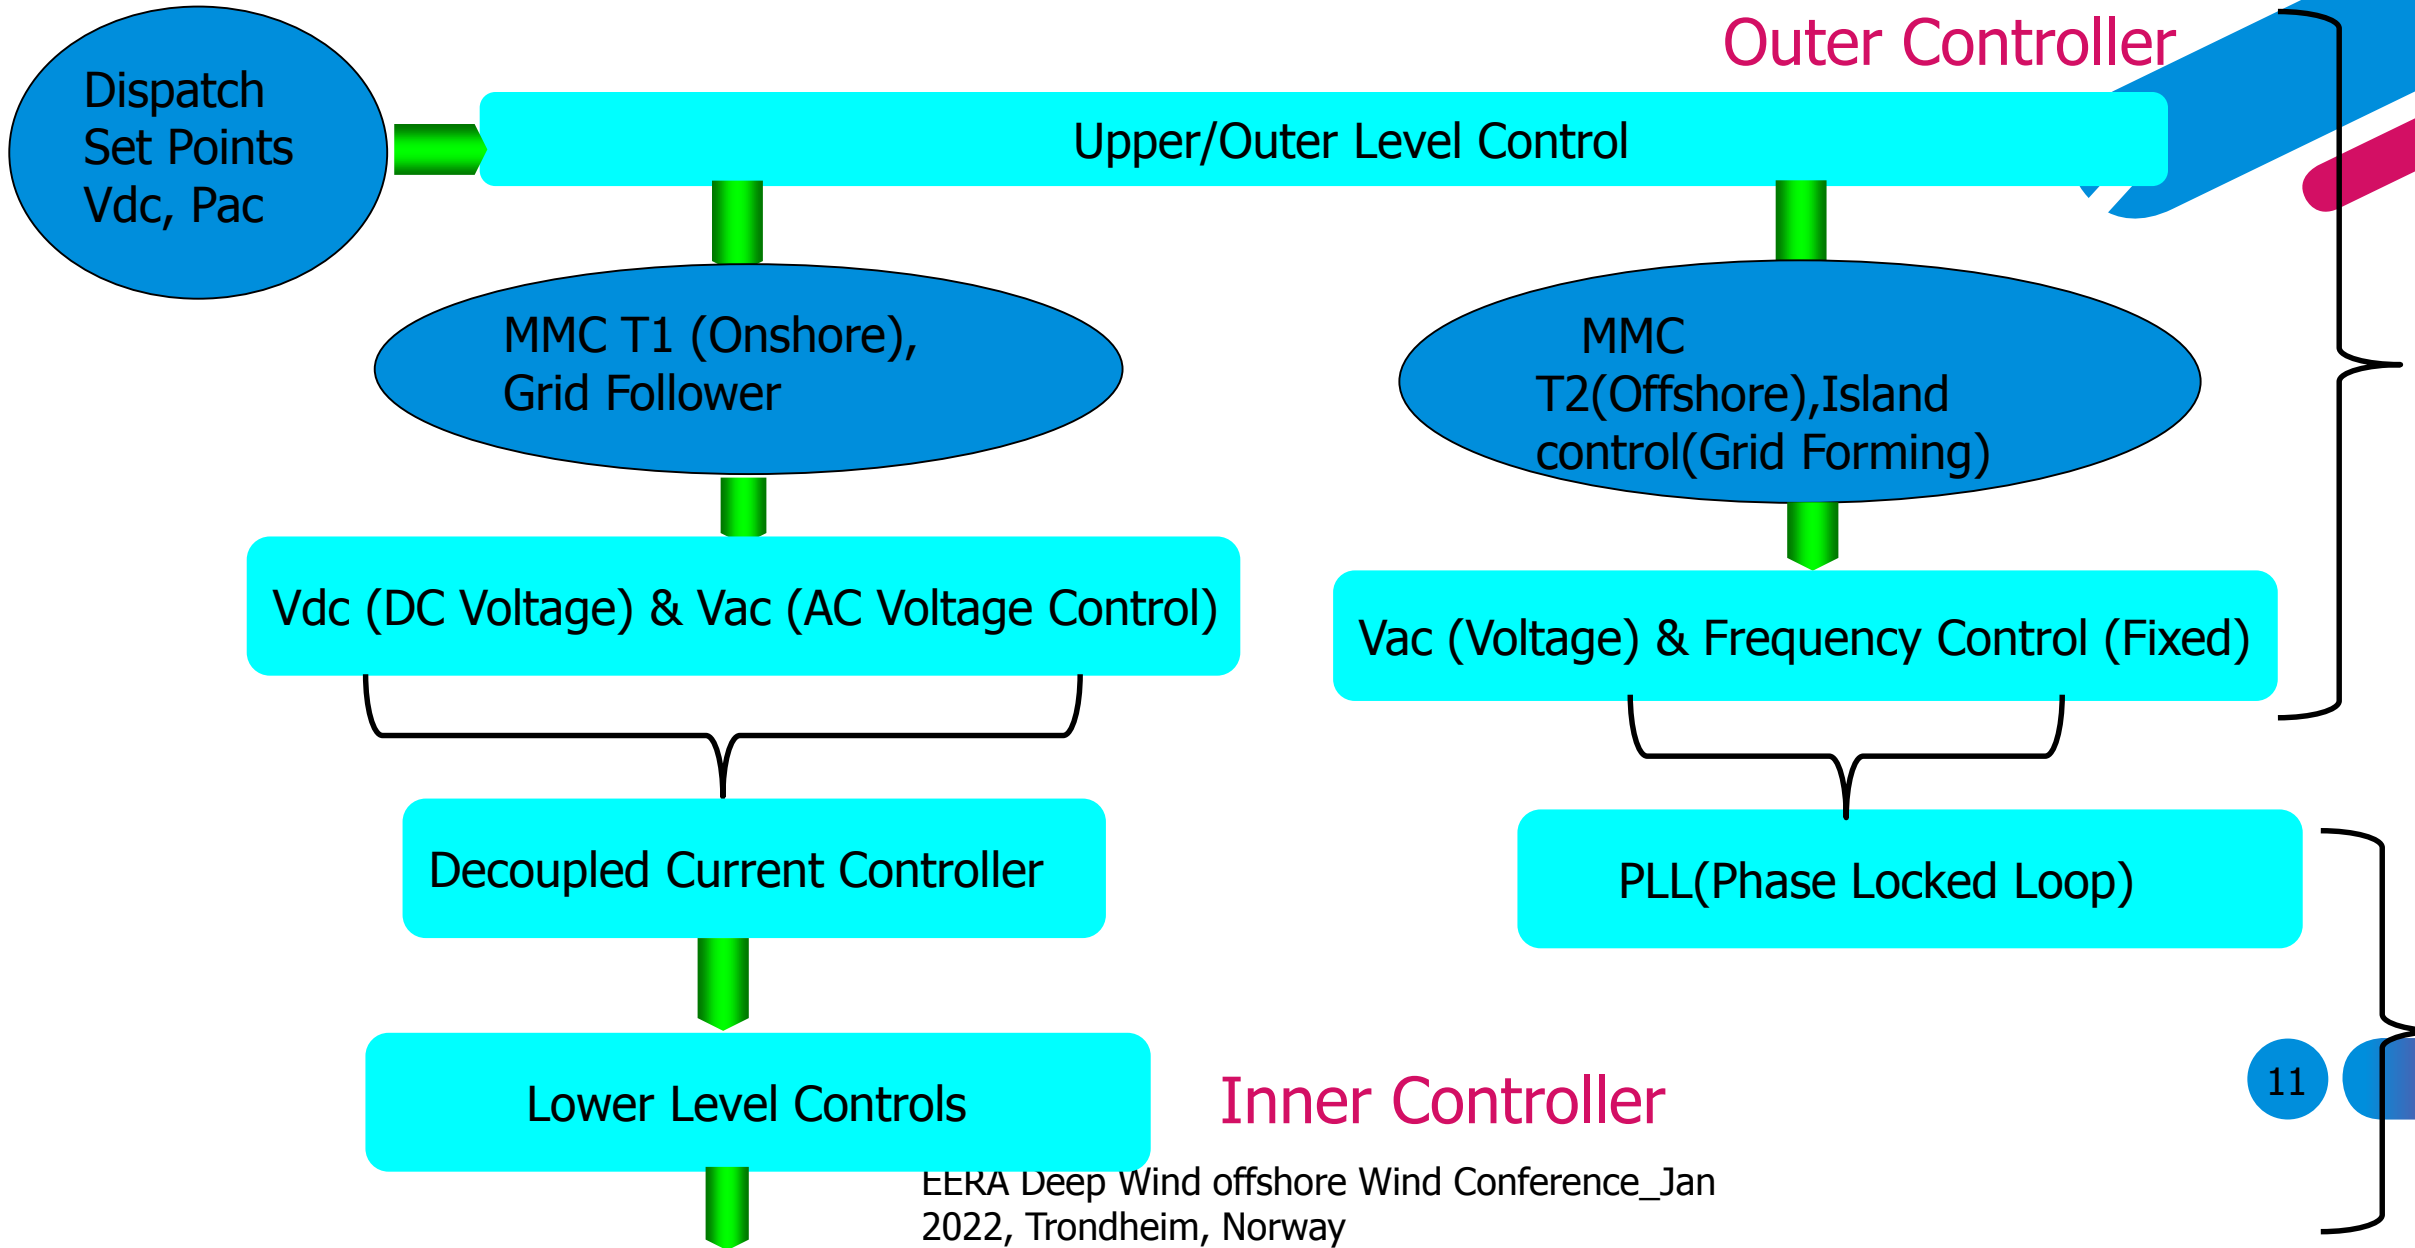 Outer Controller
Dispatch
Set Points
Vdc, Pac
Upper/Outer Level Control
MMC T1 (Onshore),
Grid Follower
MMC
T2(Offshore),Island
control(Grid Forming)
Vdc (DC Voltage) & Vac (AC Voltage Control)
Vac (Voltage) & Frequency Control (Fixed)
Decoupled Current Controller
PLL(Phase Locked Loop)
Lower Level Controls
Inner Controller
11
EERA Deep Wind offshore Wind Conference_Jan
2022, Trondheim, Norway